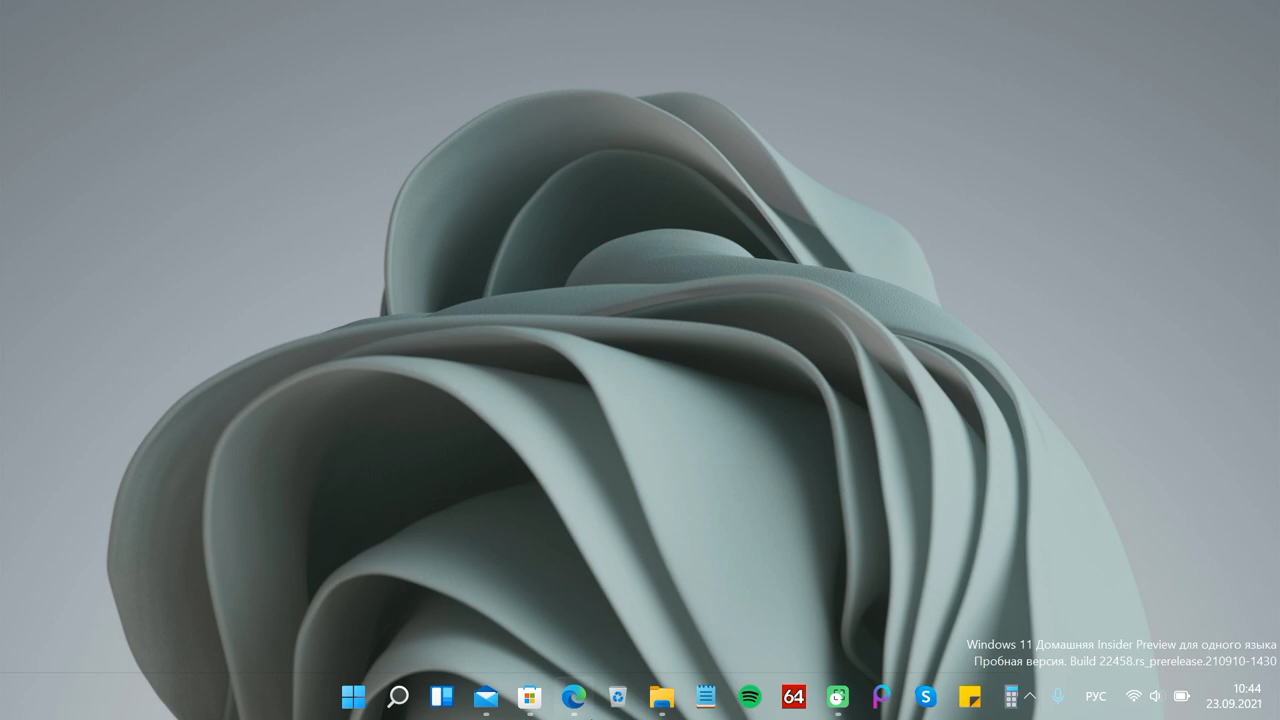 Windows 11 Домашняя Insider Preview для одного языка
Пробная версия. Build 22458.rs_prerelease.210910-1430
64
РУС
10:44
23.09.2021